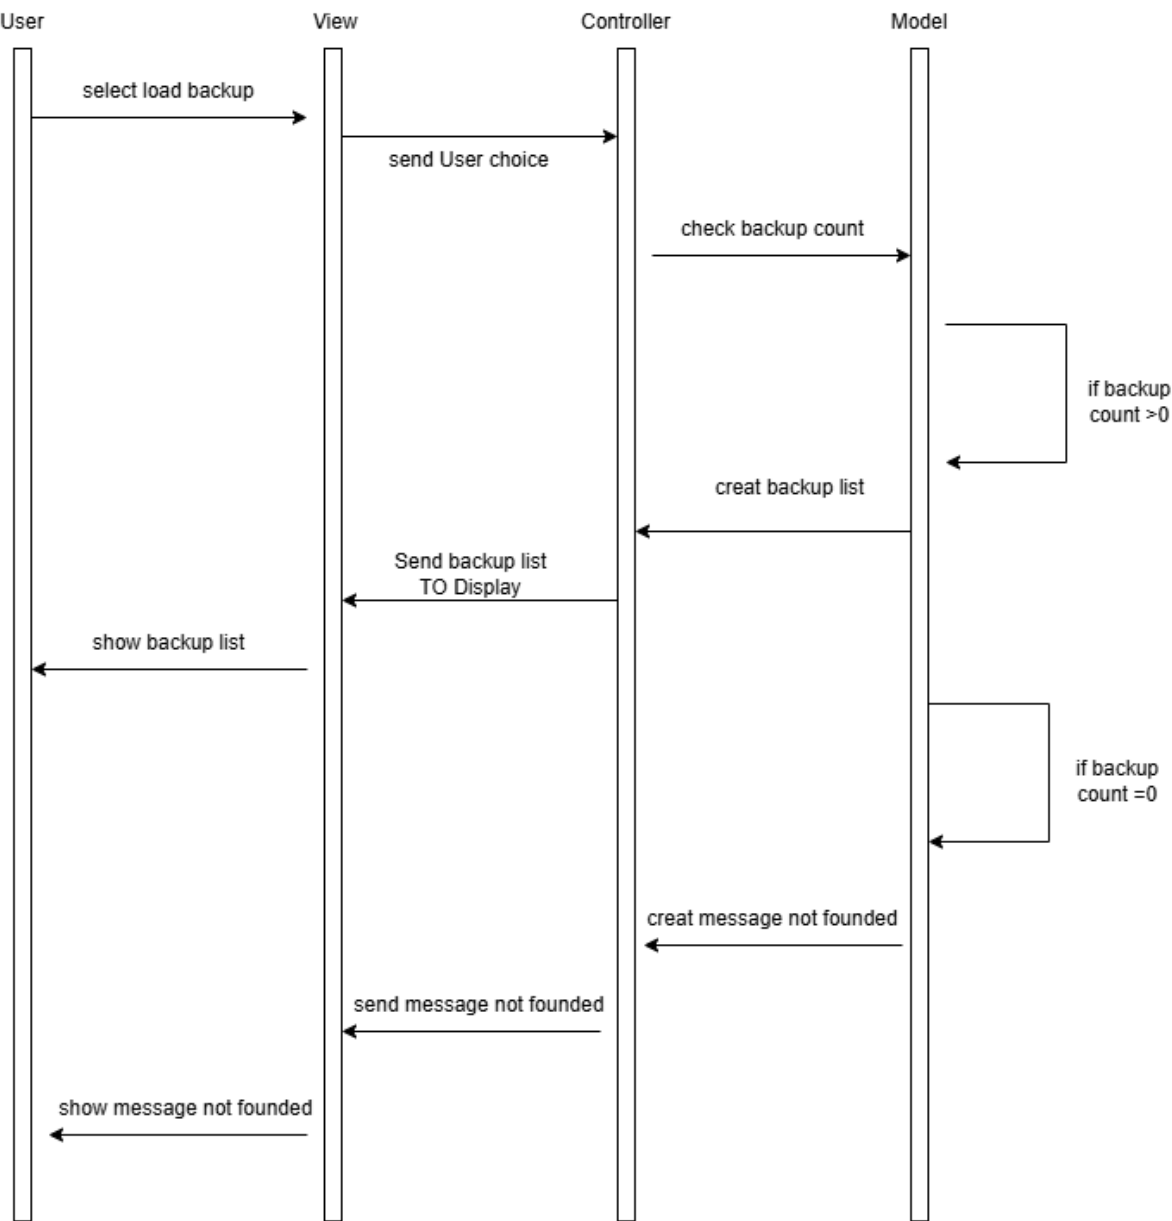 User
View
Controller
Model
select load backup
send User choice
check backup count
if backup
count >0
creat backup list
Send backup list
TO Display
show backup list
if backup
count =0
creat message not founded
send message not founded
show message not founded